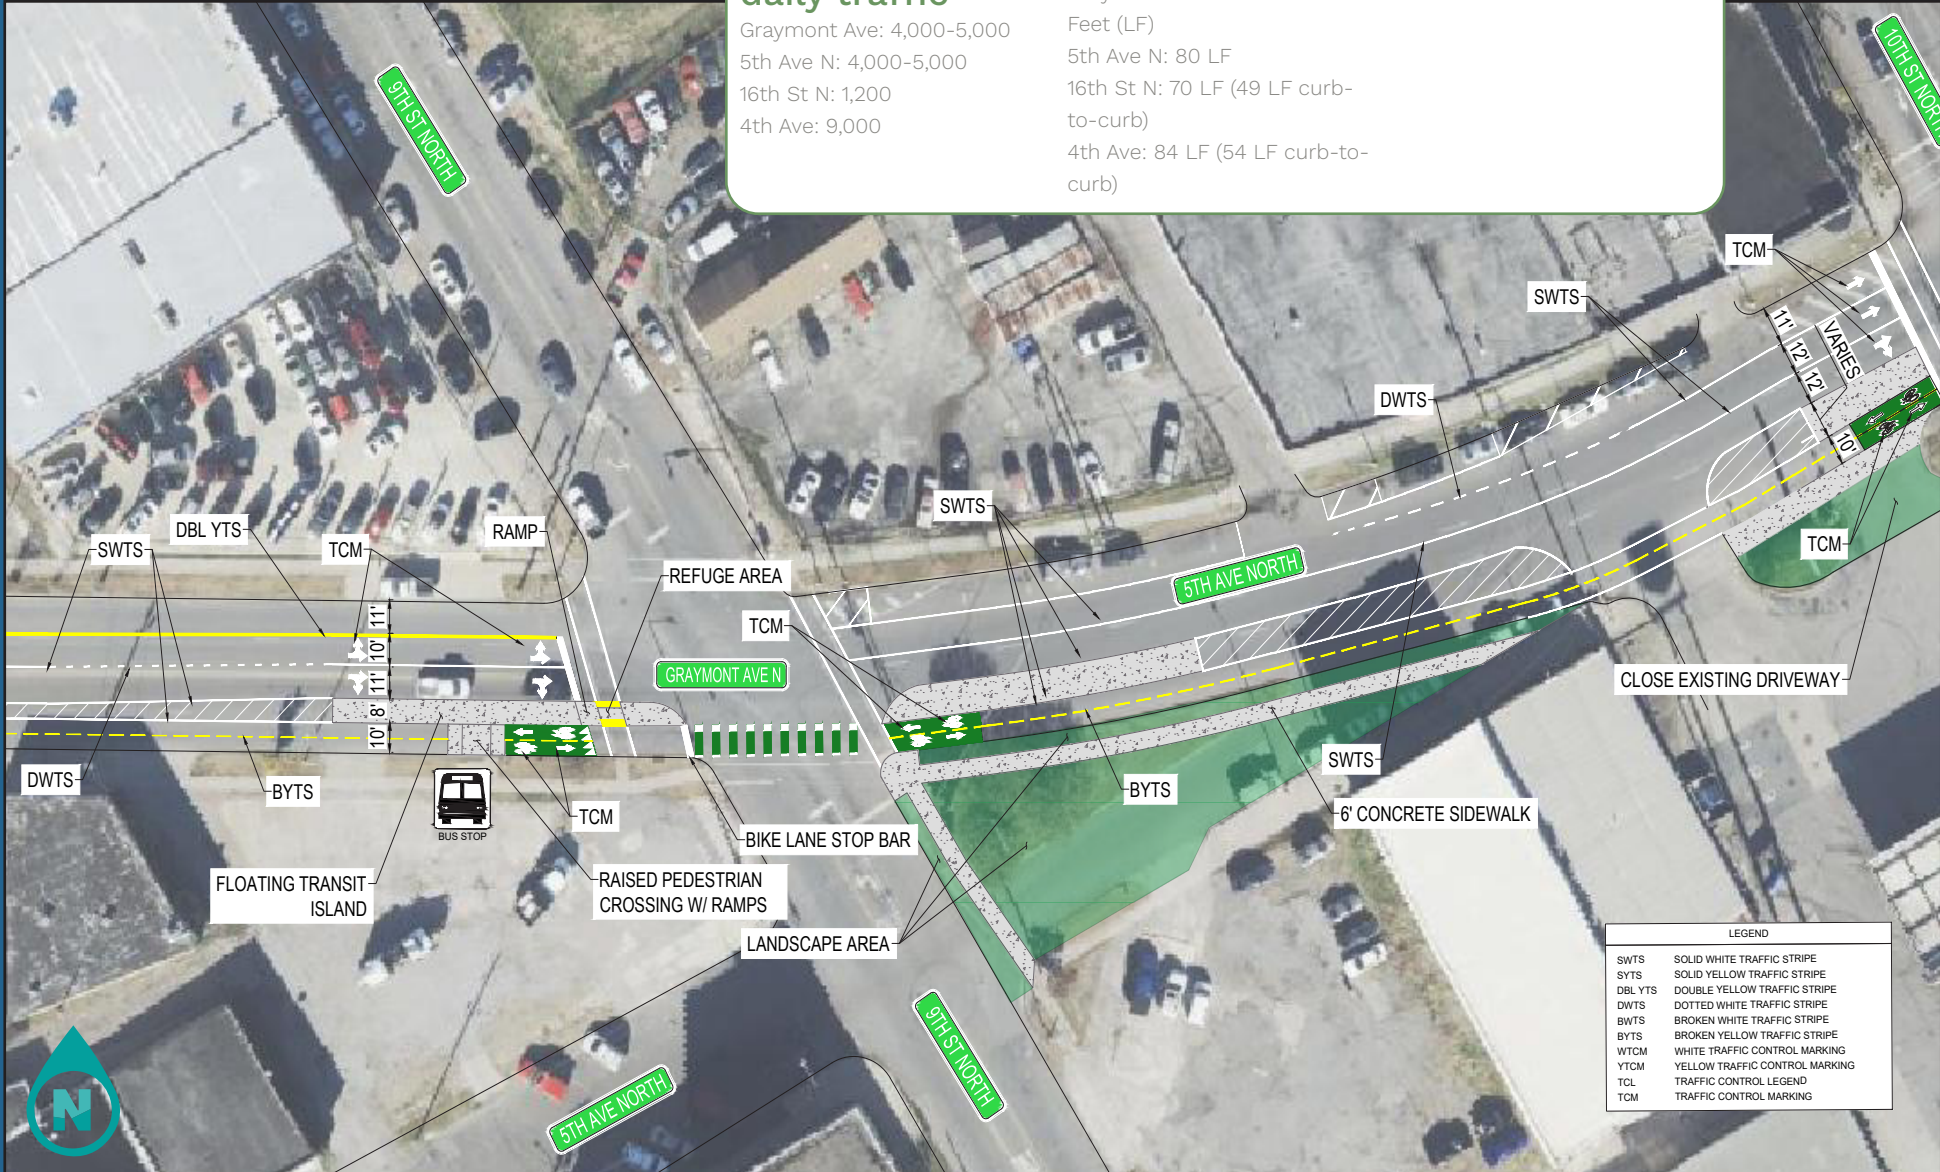 daily traffic
Graymont Ave: 4,000-5,000
5th Ave N: 4,000-5,000
16th St N: 1,200
4th Ave: 9,000
Feet (LF)
5th Ave N: 80 LF
16th St N: 70 LF (49 LF curb-
to-curb)
4th Ave: 84 LF (54 LF curb-to-
curb)
9TH ST NORTH
10TH ST NORTH
TCM
SWTS
11'
12'
12'
VARIES
10'
DWTS
TCM
SWTS
5TH AVE NORTH
SWTS
DBL YTS
TCM
RAMP
REFUGE AREA
TCM
GRAYMONT AVE N
11'
10'
11'
8'
10'
DWTS
BYTS
BUS STOP
TCM
BIKE LANE STOP BAR
BYTS
SWTS
6' CONCRETE SIDEWALK
CLOSE EXISTING DRIVEWAY
FLOATING TRANSIT
ISLAND
RAISED PEDESTRIAN
CROSSING W/ RAMPS
LANDSCAPE AREA
9TH ST NORTH
5TH AVE NORTH
N
LEGEND
SWTS SOLID WHITE TRAFFIC STRIPE
SYTS SOLID YELLOW TRAFFIC STRIPE
DBL YTS DOUBLE YELLOW TRAFFIC STRIPE
DWTS DOTTED WHITE TRAFFIC STRIPE
BWTS BROKEN WHITE TRAFFIC STRIPE
BYTS BROKEN YELLOW TRAFFIC STRIPE
WTCM WHITE TRAFFIC CONTROL MARKING
YTCM YELLOW TRAFFIC CONTROL MARKING
TCL TRAFFIC CONTROL LEGEND
TCM TRAFFIC CONTROL MARKING